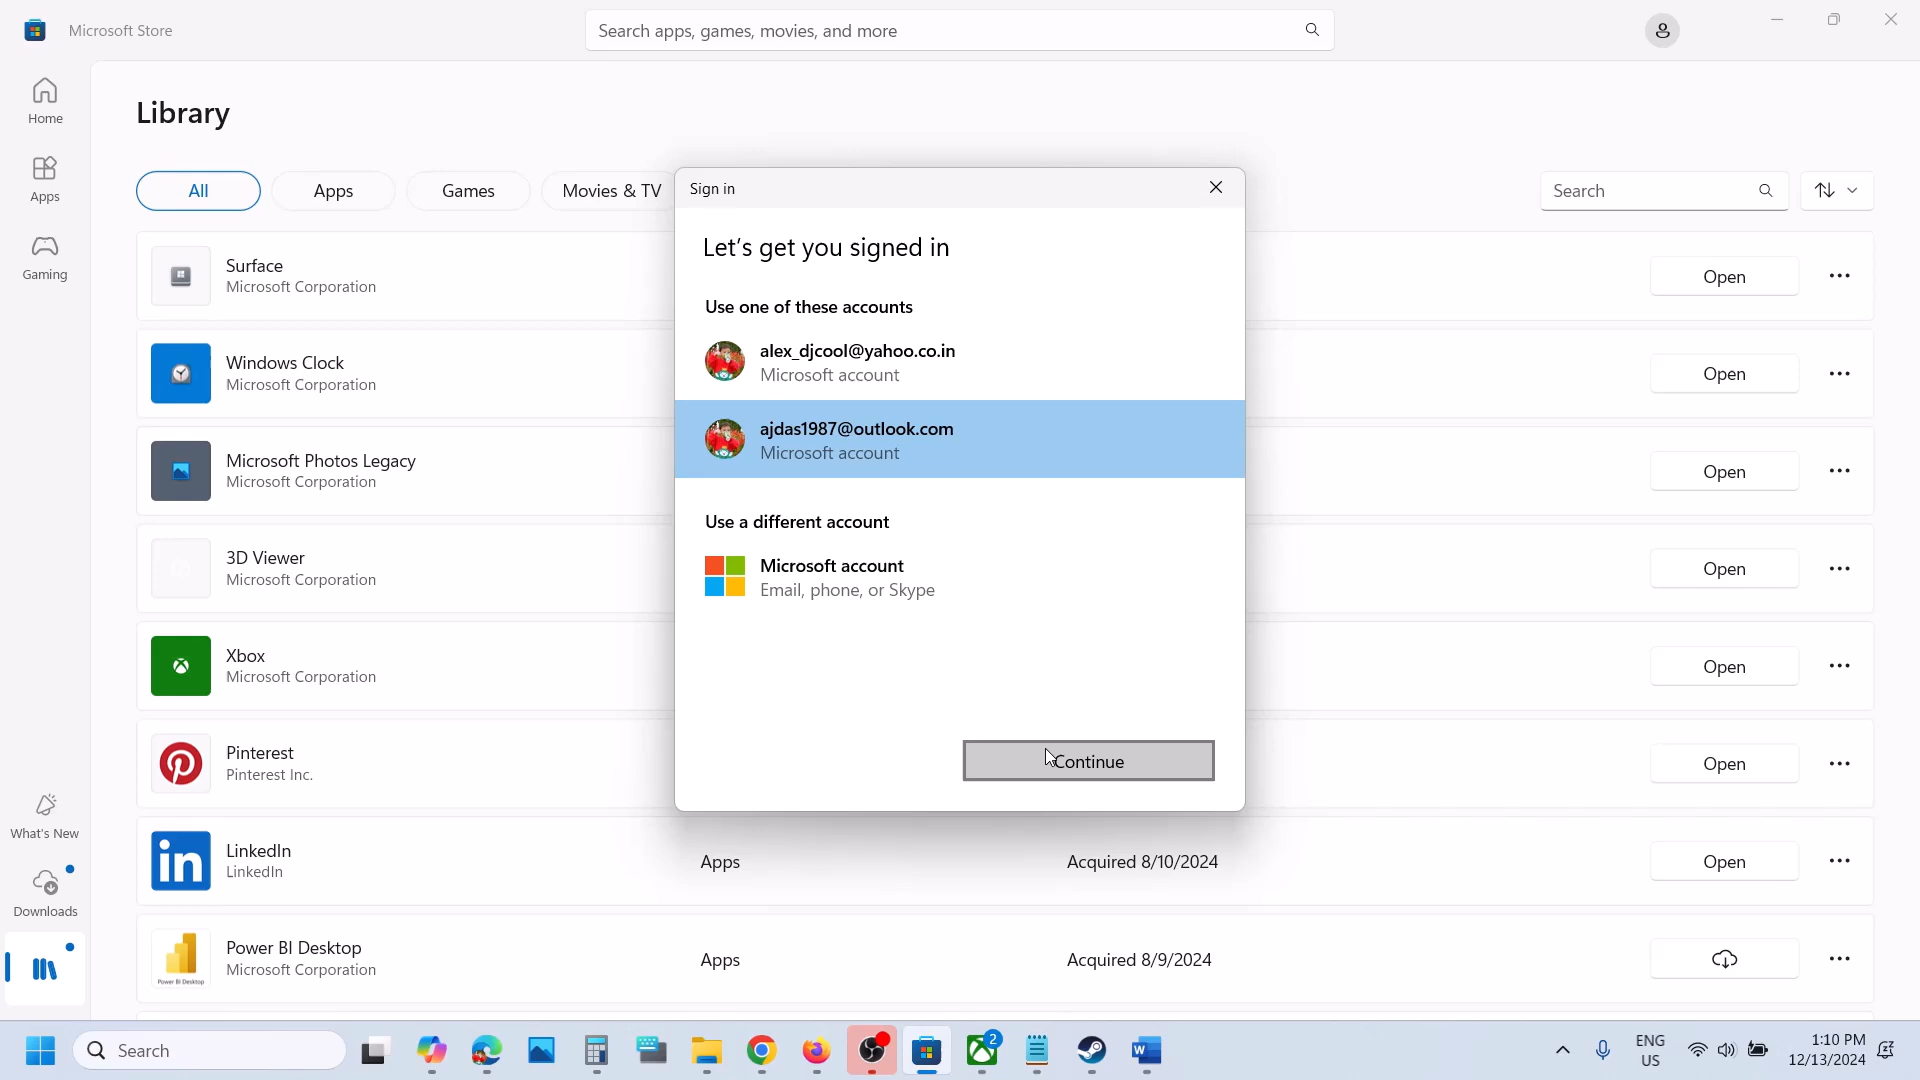 Microsoft Store
Search apps, games, movies, and more
Home
Apps
Gaming
What's New
Downloads
Library
All
Apps
Games
Movies & TV
Search
Surface
Microsoft Corporation
Open
Windows Clock
Microsoft Corporation
Open
Microsoft Photos Legacy
Microsoft Corporation
Open
3D Viewer
Microsoft Corporation
Open
Xbox
Microsoft Corporation
Open
Pinterest
Pinterest Inc.
Open
LinkedIn
LinkedIn
Apps
Acquired 8/10/2024
Open
Power BI Desktop
Power BI Desktop
Microsoft Corporation
Apps
Acquired 8/9/2024
Sign in
Let's get you signed in
Use one of these accounts
alex_djcool@yahoo.co.in
Microsoft account
ajdas1987@outlook.com
Microsoft account
Use a different account
Microsoft account
Email, phone, or Skype
Continue
Search
2
ENG
US
1:10 PM
12/13/2024